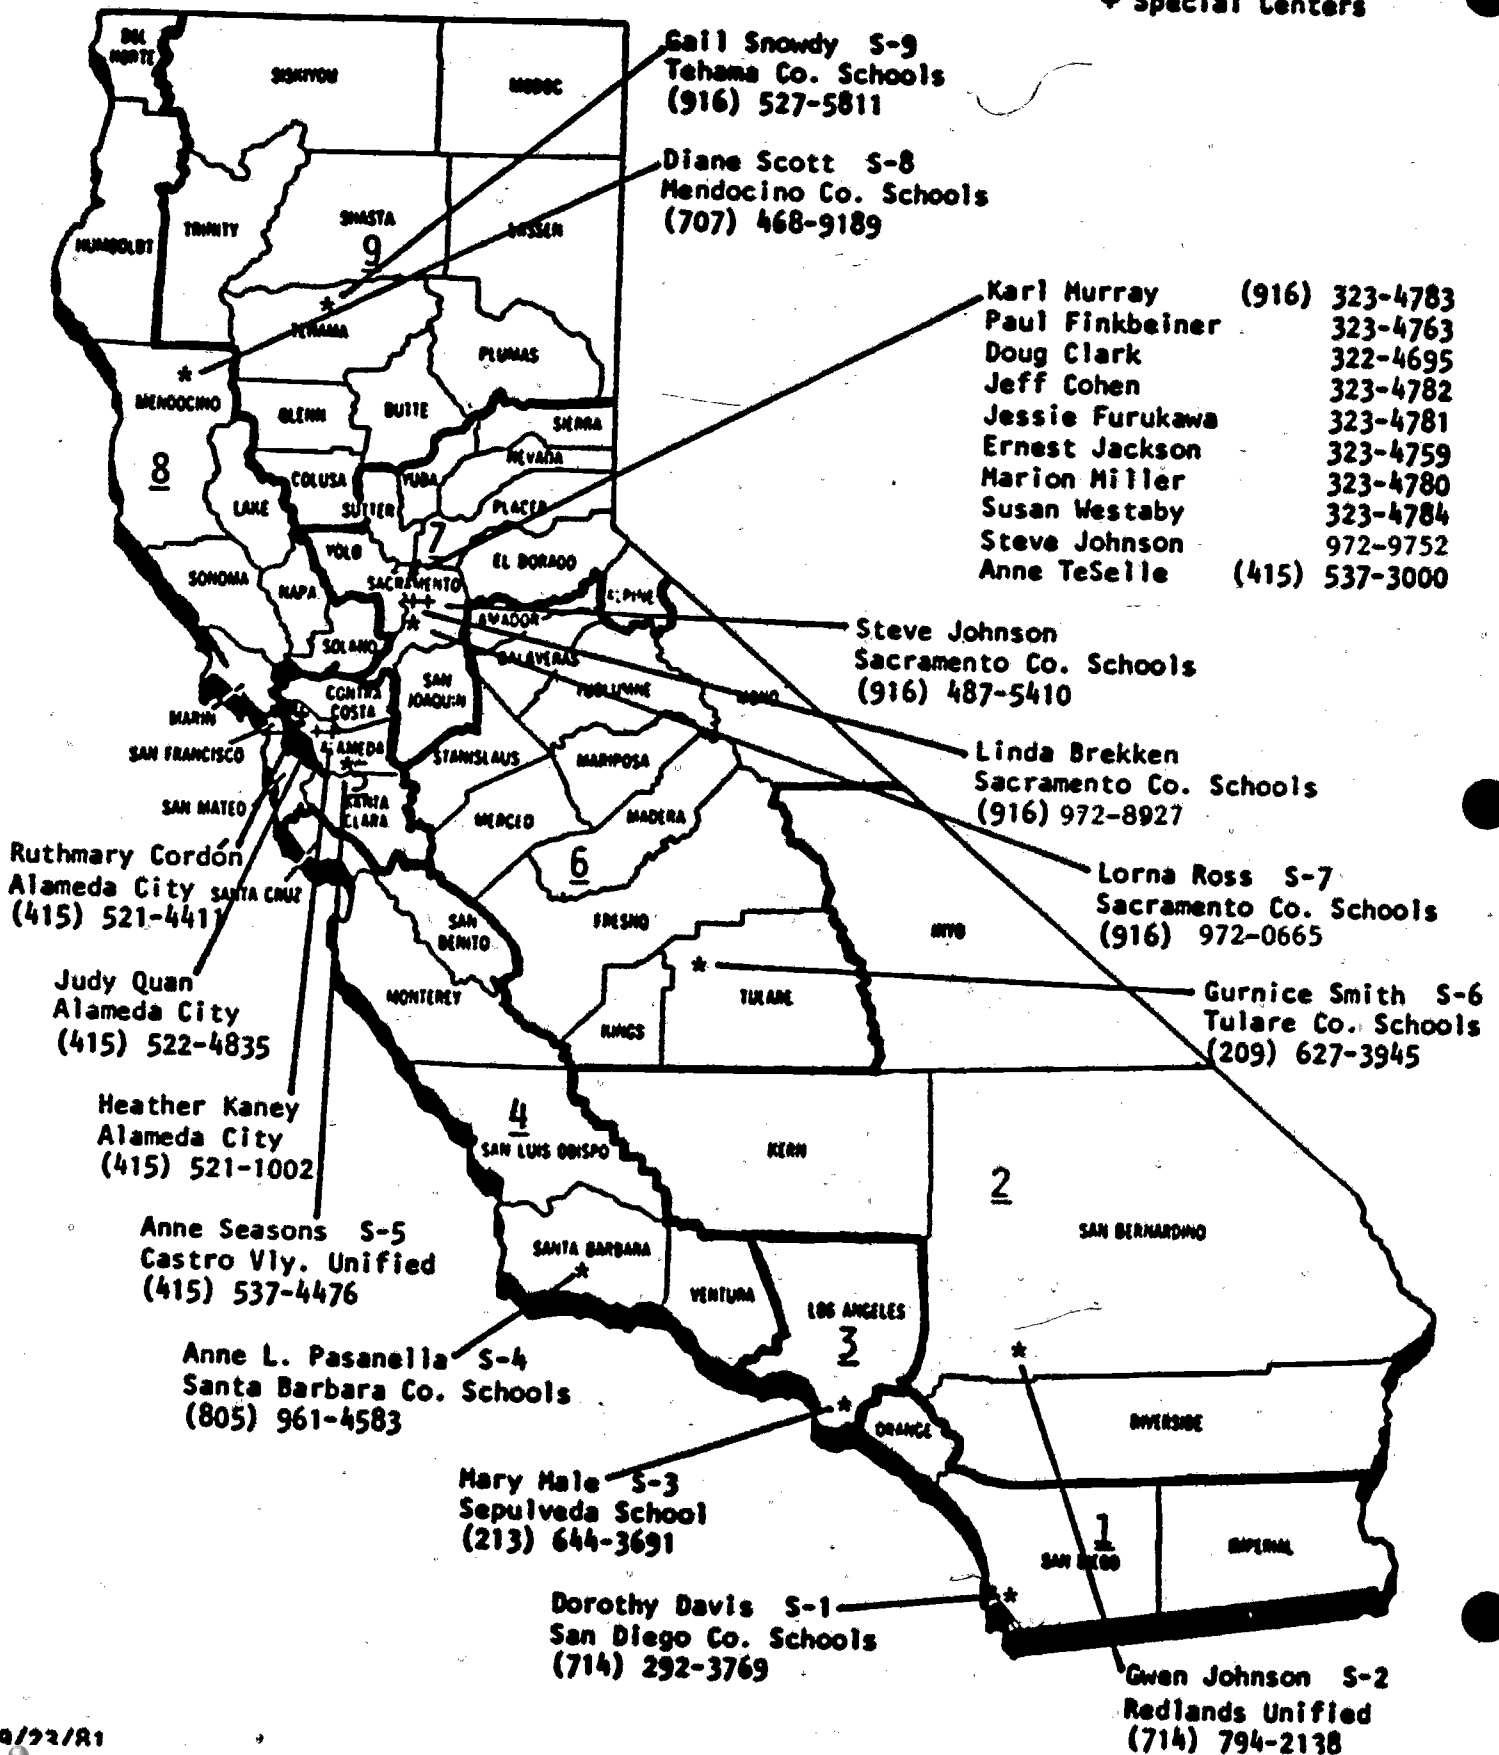 + Special Centers
Gail Snowdy S-9
Tehama Co. Schools
(916) 527-5811
Diane Scott S-8
Mendocino Co. Schools
(707) 468-9189
Karl Murray (916) 323-4783
Paul Finkbeiner 323-4763
Doug Clark 322-4695
Jeff Cohen 323-4782
Jessie Furukawa 323-4781
Ernest Jackson 323-4759
Marion Miller 323-4780
Susan Westaby 323-4784
Steve Johnson 972-9752
Anne TeSelle (415) 537-3000
Steve Johnson
Sacramento Co. Schools
(916) 487-5410
Linda Brekken
Sacramento Co. Schools
(916) 972-8927
Lorna Ross S-7
Sacramento Co. Schools
(916) 972-0665
Gurnice Smith S-6
Tulare Co. Schools
(209) 627-3945
Ruthmary Cordón
Alameda City
(415) 521-4411
Judy Quan
Alameda City
(415) 522-4835
Heather Kaney
Alameda City
(415) 521-1002
Anne Seasons S-5
Castro Vly. Unified
(415) 537-4476
Anne L. Pasanella S-4
Santa Barbara Co. Schools
(805) 961-4583
Mary Male S-3
Sepulveda School
(213) 644-3691
Dorothy Davis S-1
San Diego Co. Schools
(714) 292-3769
Gwen Johnson S-2
Redlands Unified
(714) 794-2138
DEL NORTE
SISKIYOU
MODOC
HUMBOLDT
TRINITY
SHASTA
9
LASSEN
TEHAMA
PLUMAS
MENDOCINO
GLENN
BUTTE
SIERRA
8
LAKE
COLUSA
SUTTER
YUBA
NEVADA
PLACER
7
YOLO
EL DORADO
SONOMA
NAPA
SACRAMENTO
ALPINE
SOLANO
AMADOR
CALAVERAS
CONTRA COSTA
SAN JOAQUIN
TUOLUMNE
MONO
MARIN
SAN FRANCISCO
ALAMEDA
5
STANISLAUS
MARIPOSA
SAN MATEO
SANTA CLARA
MERCED
MADERA
6
SANTA CRUZ
SAN BENITO
FRESNO
INYO
MONTEREY
KINGS
TULARE
4
SAN LUIS OBISPO
KERN
2
SAN BERNARDINO
SANTA BARBARA
VENTURA
LOS ANGELES
3
ORANGE
RIVERSIDE
1
SAN DIEGO
IMPERIAL
9/23/81